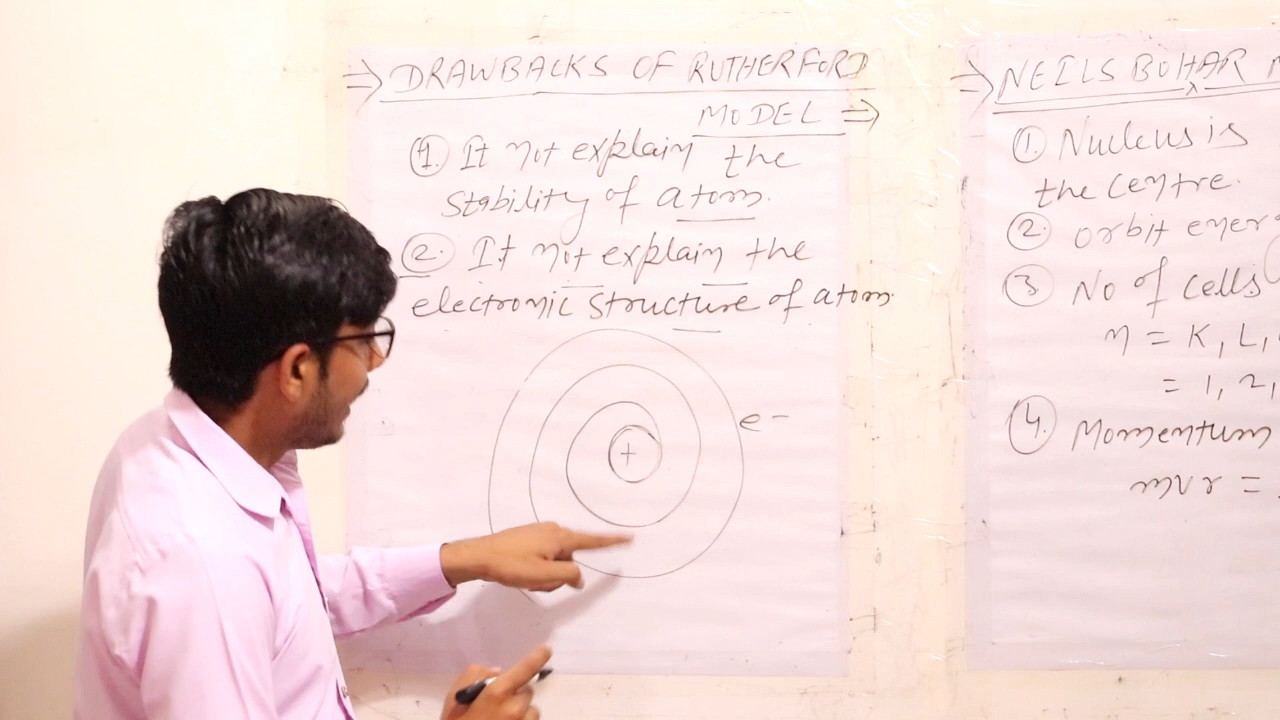 ⇒ DRAWBACKS OF RUTHERFORD
MODEL ⇒
1. It not explain the
stability of atom.
2. It not explain the
electronic structure of atom.
e-
+
⇒ NEILS BOHAR
1. Nucleus is
the centre.
2. orbit ener
3 No of cells
n = K, L,
= 1, 2,
4. Momentum
mvr =